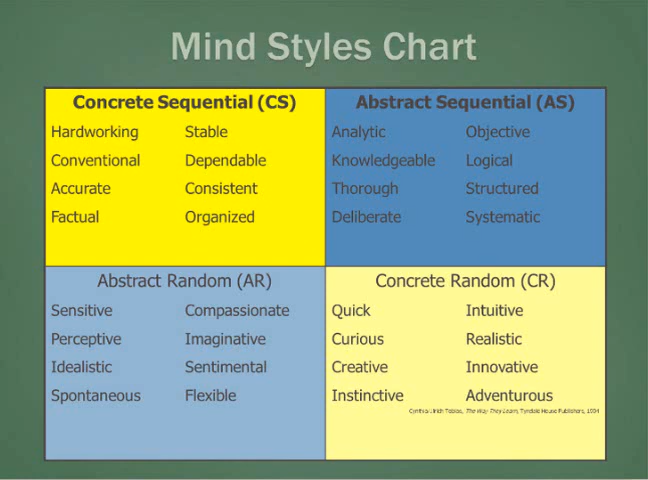 Mind Styles Chart
Concrete Sequential (CS)
Hardworking Stable
Conventional Dependable
Accurate Consistent
Factual Organized
Abstract Sequential (AS)
Analytic Objective
Knowledgeable Logical
Thorough Structured
Deliberate Systematic
Abstract Random (AR)
Sensitive Compassionate
Perceptive Imaginative
Idealistic Sentimental
Spontaneous Flexible
Concrete Random (CR)
Quick Intuitive
Curious Realistic
Creative Innovative
Instinctive Adventurous
Cynthia Ulrich Tobias, The Way They Learn, Tyndale House Publishers, 1994